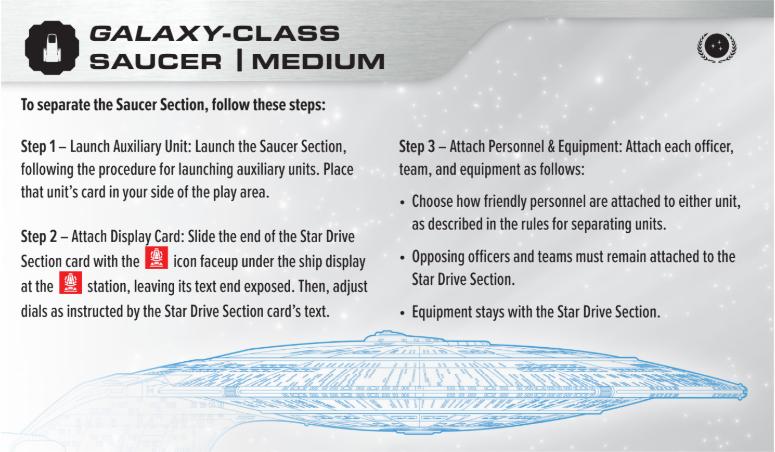 GALAXY-CLASS
SAUCER | MEDIUM
To separate the Saucer Section, follow these steps:
Step 1 – Launch Auxiliary Unit: Launch the Saucer Section,
following the procedure for launching auxiliary units. Place
that unit's card in your side of the play area.
Step 2 – Attach Display Card: Slide the end of the Star Drive
Section card with the icon faceup under the ship display
at the station, leaving its text end exposed. Then, adjust
dials as instructed by the Star Drive Section card's text.
Step 3 – Attach Personnel & Equipment: Attach each officer,
team, and equipment as follows:
• Choose how friendly personnel are attached to either unit,
as described in the rules for separating units.
• Opposing officers and teams must remain attached to the
Star Drive Section.
• Equipment stays with the Star Drive Section.